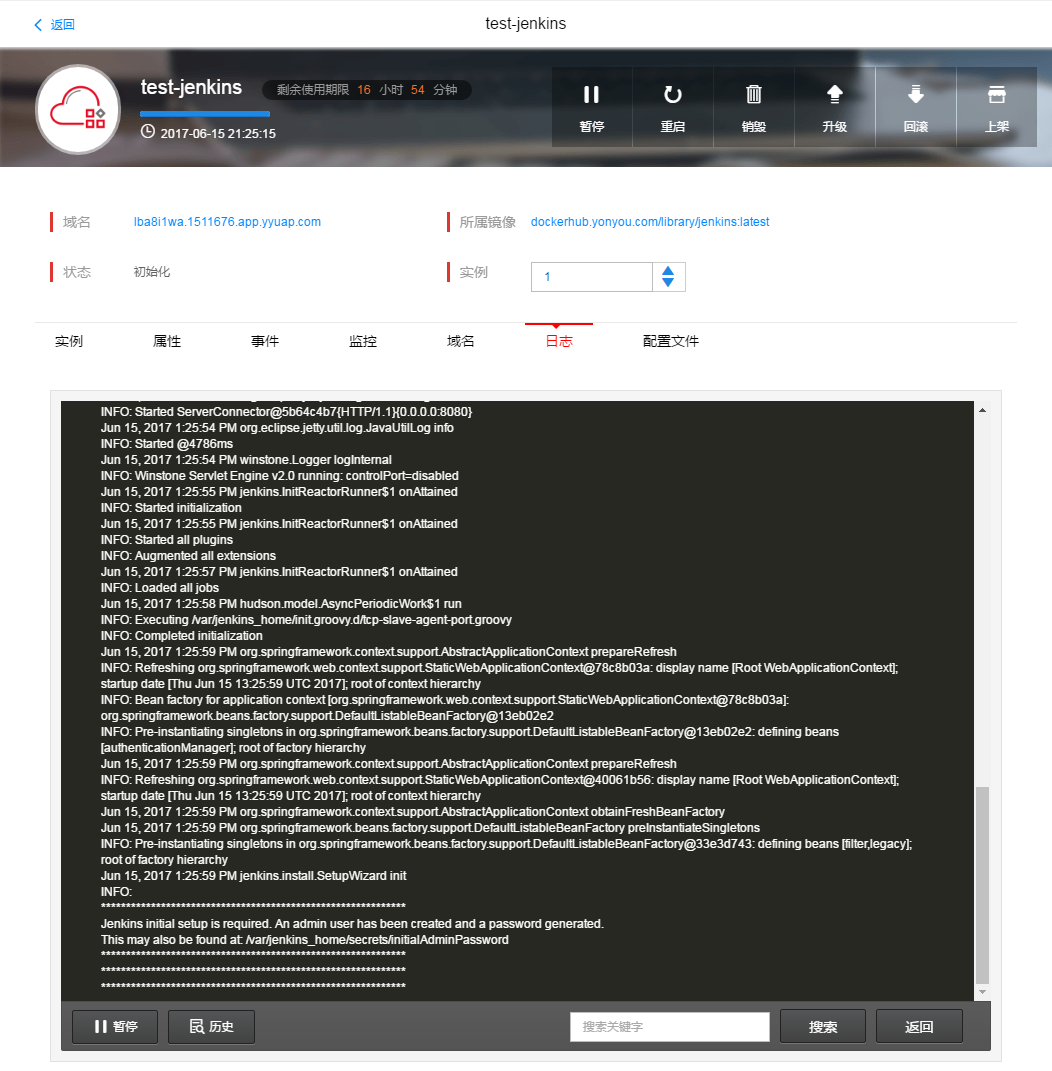 返回
test-jenkins
test-jenkins
剩余使用期限 16 小时 54 分钟
2017-06-15 21:25:15
暂停
重启
销毁
升级
回滚
上架
域名
lba8i1wa.1511676.app.yyuap.com
所属镜像
dockerhub.yonyou.com/library/jenkins:latest
状态
初始化
实例
1
实例
属性
事件
监控
域名
日志
配置文件
INFO: Started ServerConnector@5b64c4b7{HTTP/1.1}{0.0.0.0:8080}
Jun 15, 2017 1:25:54 PM org.eclipse.jetty.util.log.JavaUtilLog info
INFO: Started @4786ms
Jun 15, 2017 1:25:54 PM winstone.Logger logInternal
INFO: Winstone Servlet Engine v2.0 running: controlPort=disabled
Jun 15, 2017 1:25:55 PM jenkins.InitReactorRunner$1 onAttained
INFO: Started initialization
Jun 15, 2017 1:25:55 PM jenkins.InitReactorRunner$1 onAttained
INFO: Started all plugins
INFO: Augmented all extensions
Jun 15, 2017 1:25:57 PM jenkins.InitReactorRunner$1 onAttained
INFO: Loaded all jobs
Jun 15, 2017 1:25:58 PM hudson.model.AsyncPeriodicWork$1 run
INFO: Executing /var/jenkins_home/init.groovy.d/tcp-slave-agent-port.groovy
INFO: Completed initialization
Jun 15, 2017 1:25:59 PM org.springframework.context.support.AbstractApplicationContext prepareRefresh
INFO: Refreshing org.springframework.web.context.support.StaticWebApplicationContext@78c8b03a: display name [Root WebApplicationContext];
startup date [Thu Jun 15 13:25:59 UTC 2017]; root of context hierarchy
INFO: Bean factory for application context [org.springframework.web.context.support.StaticWebApplicationContext@78c8b03a]:
org.springframework.beans.factory.support.DefaultListableBeanFactory@13eb02e2
INFO: Pre-instantiating singletons in org.springframework.beans.factory.support.DefaultListableBeanFactory@13eb02e2: defining beans
[authenticationManager]; root of factory hierarchy
Jun 15, 2017 1:25:59 PM org.springframework.context.support.AbstractApplicationContext prepareRefresh
INFO: Refreshing org.springframework.web.context.support.StaticWebApplicationContext@40061b56: display name [Root WebApplicationContext];
startup date [Thu Jun 15 13:25:59 UTC 2017]; root of context hierarchy
Jun 15, 2017 1:25:59 PM org.springframework.context.support.AbstractApplicationContext obtainFreshBeanFactory
Jun 15, 2017 1:25:59 PM org.springframework.beans.factory.support.DefaultListableBeanFactory preInstantiateSingletons
INFO: Pre-instantiating singletons in org.springframework.beans.factory.support.DefaultListableBeanFactory@33e3d743: defining beans [filter,legacy];
root of factory hierarchy
Jun 15, 2017 1:25:59 PM jenkins.install.SetupWizard init
INFO:
*************************************************************
Jenkins initial setup is required. An admin user has been created and a password generated.
This may also be found at: /var/jenkins_home/secrets/initialAdminPassword
*************************************************************
*************************************************************
*************************************************************
暂停
历史
搜索关键字
搜索
返回